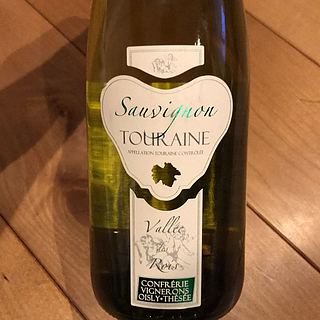 Sauvignon
TOURAINE
APPELLATION TOURAINE CONTRÔLÉE
Vallée
des
Rois
CONFRÉRIE
VIGNERONS
OISLY•THÉSÉE